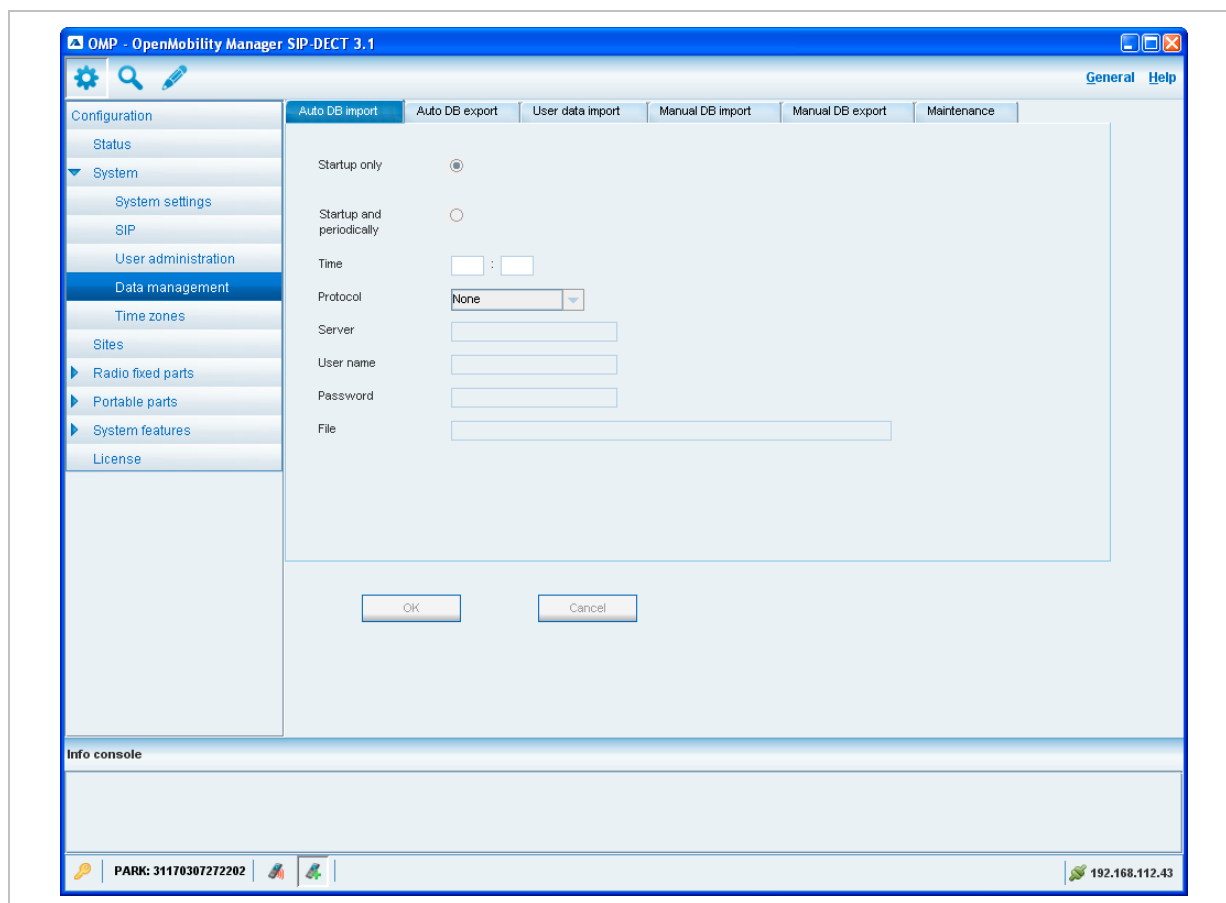 OMP - OpenMobility Manager SIP-DECT 3.1
General Help
Configuration
Status
System
System settings
SIP
User administration
Data management
Time zones
Sites
Radio fixed parts
Portable parts
System features
License
Auto DB import
Auto DB export
User data import
Manual DB import
Manual DB export
Maintenance
Startup only
Startup and
periodically
Time :
Protocol None
Server
User name
Password
File
OK
Cancel
Info console
PARK: 31170307272202
192.168.112.43